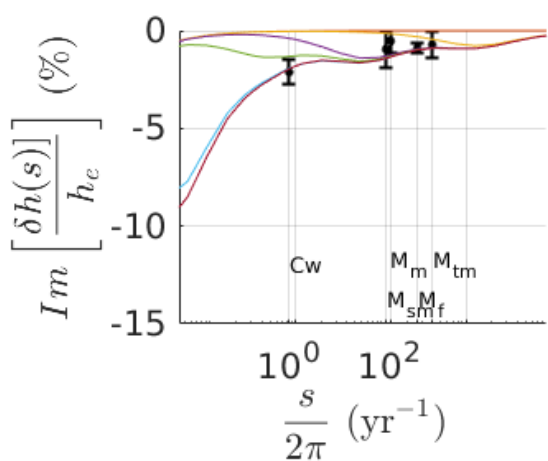 Im [δh(s)]/h_e] (%)
0
-5
-10
-15
Cw
M_m M_tm
M_sm M_f
10^0 10^2
s/2π (yr^−1)